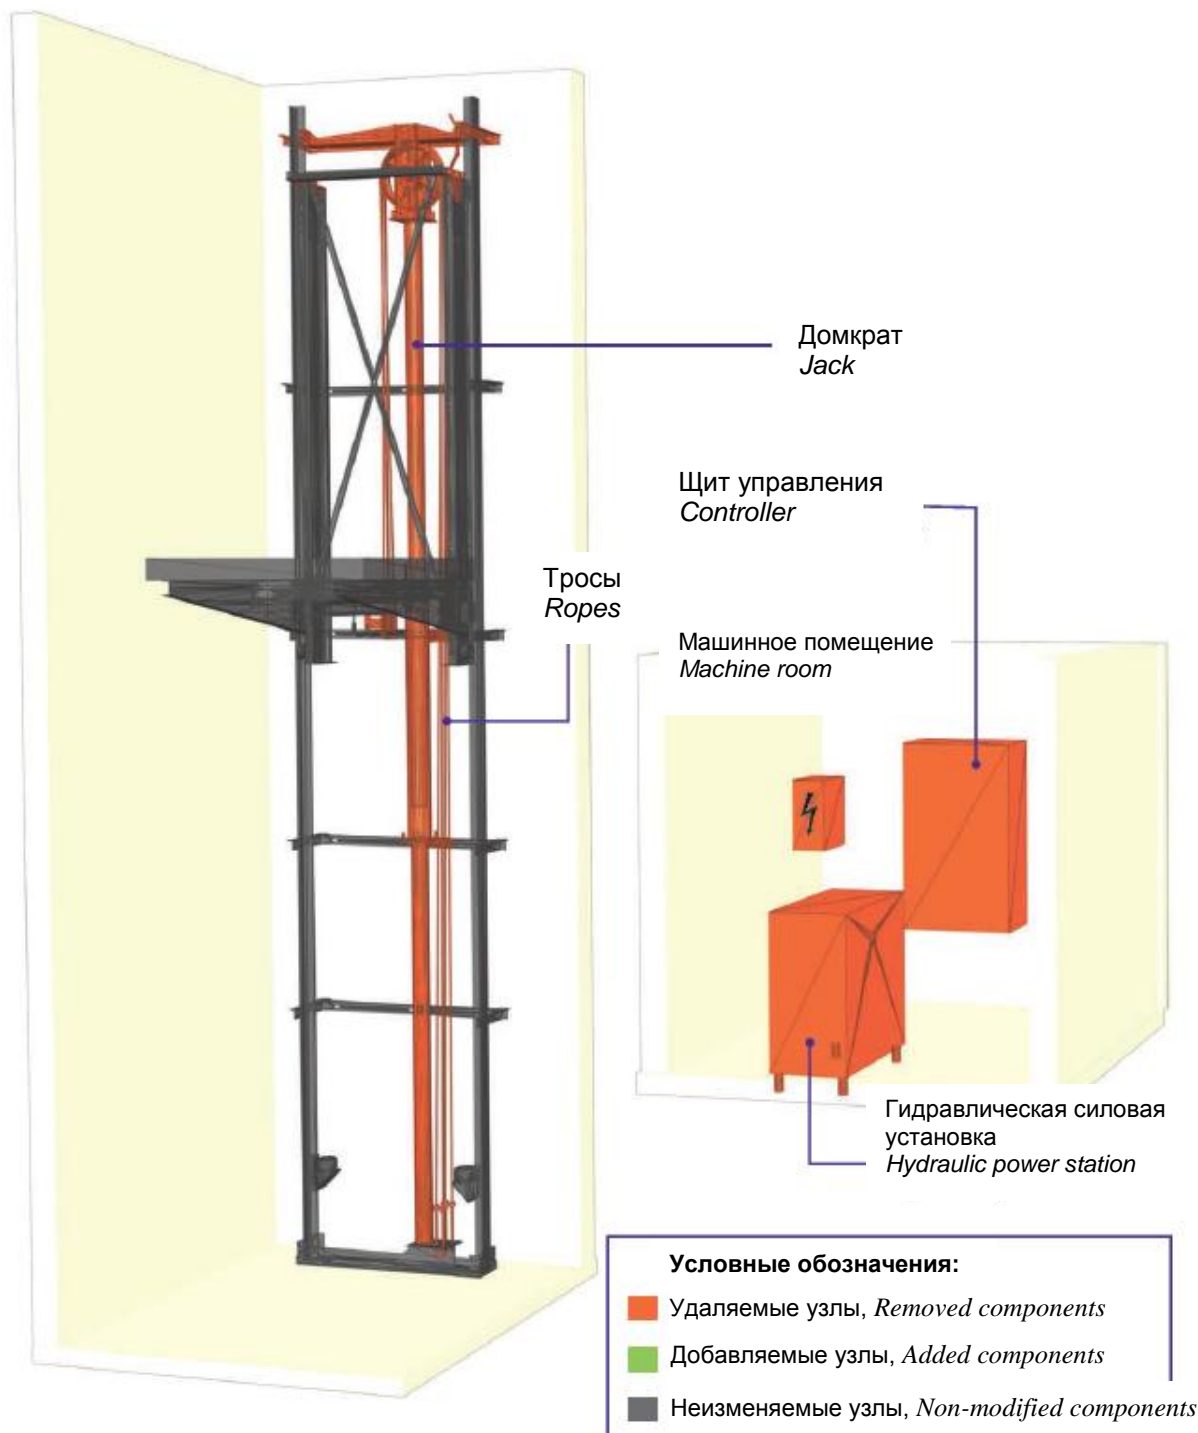 Домкрат
Jack
Щит управления
Controller
Тросы
Ropes
Машинное помещение
Machine room
Гидравлическая силовая
установка
Hydraulic power station
Условные обозначения:
Удаляемые узлы, Removed components
Добавляемые узлы, Added components
Неизменяемые узлы, Non-modified components